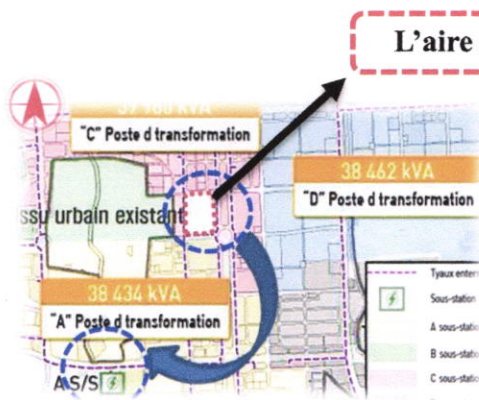 L'aire
"C" Poste d transformation
38 462 kVA
"D" Poste d transformation
ssu urbain existant
38 434 kVA
"A" Poste d transformation
A S/S
Tyaux enter
Sous-station
A sous-statio
B sous-statio
C sous-statio